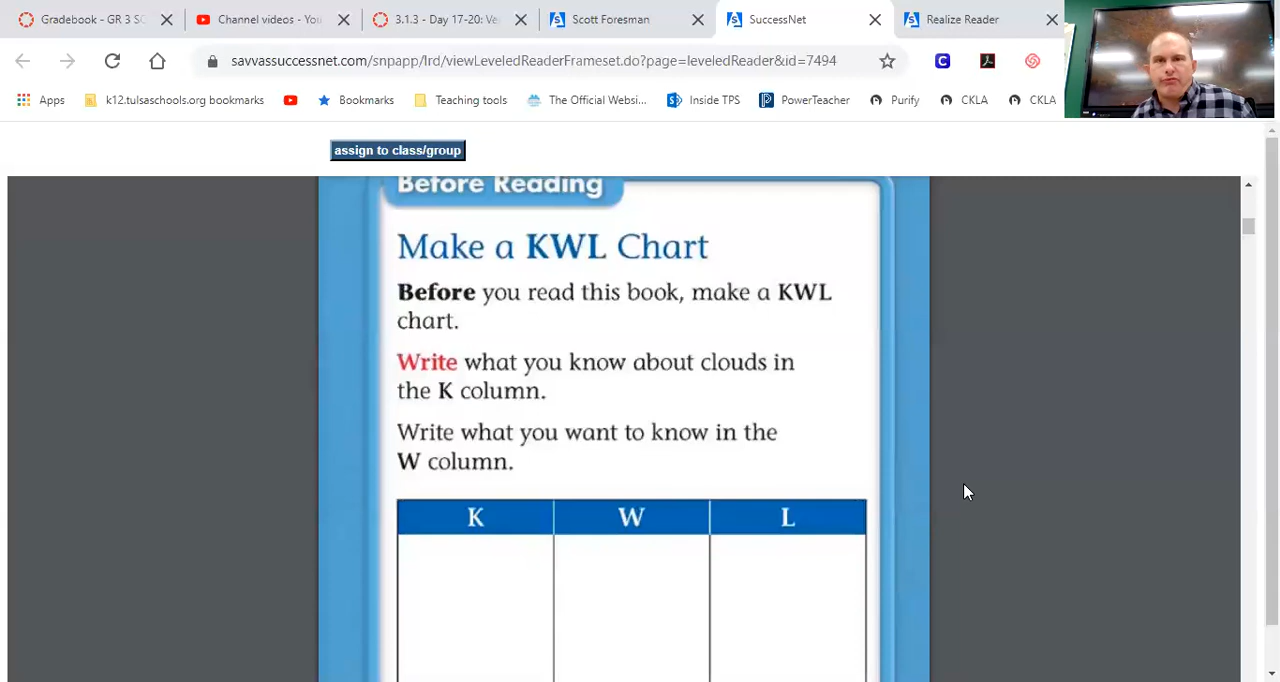 Gradebook - GR 3 SC
Channel videos - You
3.1.3 - Day 17-20: Ve
Scott Foresman
SuccessNet
Realize Reader
savvassuccessnet.com/snpapp/lrd/viewLeveledReaderFrameset.do?page=leveledReader&id=7494
Apps
k12.tulsaschools.org bookmarks
Bookmarks
Teaching tools
The Official Websi...
Inside TPS
PowerTeacher
Purify
CKLA
CKLA
assign to class/group
Before Reading
Make a KWL Chart
Before you read this book, make a KWL
chart.
Write what you know about clouds in
the K column.
Write what you want to know in the
W column.
K W L